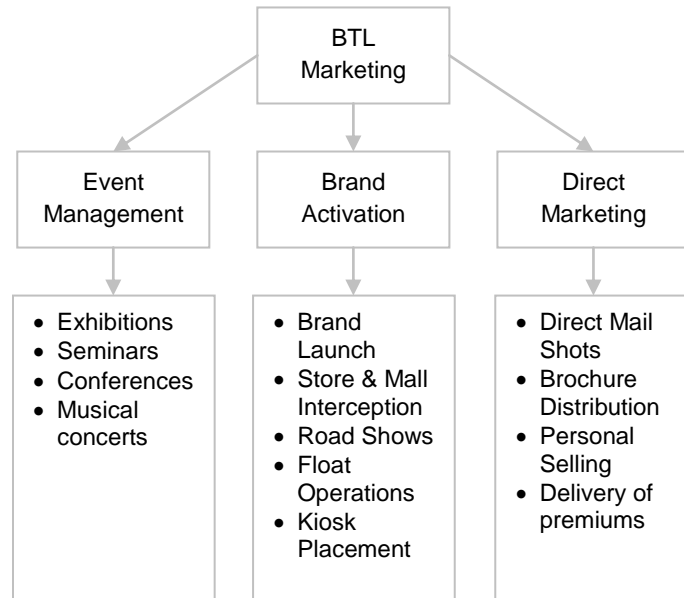 BTL
Marketing
Event
Management
Brand
Activation
Direct
Marketing
• Exhibitions
• Seminars
• Conferences
• Musical
concerts
• Brand
Launch
• Store & Mall
Interception
• Road Shows
• Float
Operations
• Kiosk
Placement
• Direct Mail
Shots
• Brochure
Distribution
• Personal
Selling
• Delivery of
premiums